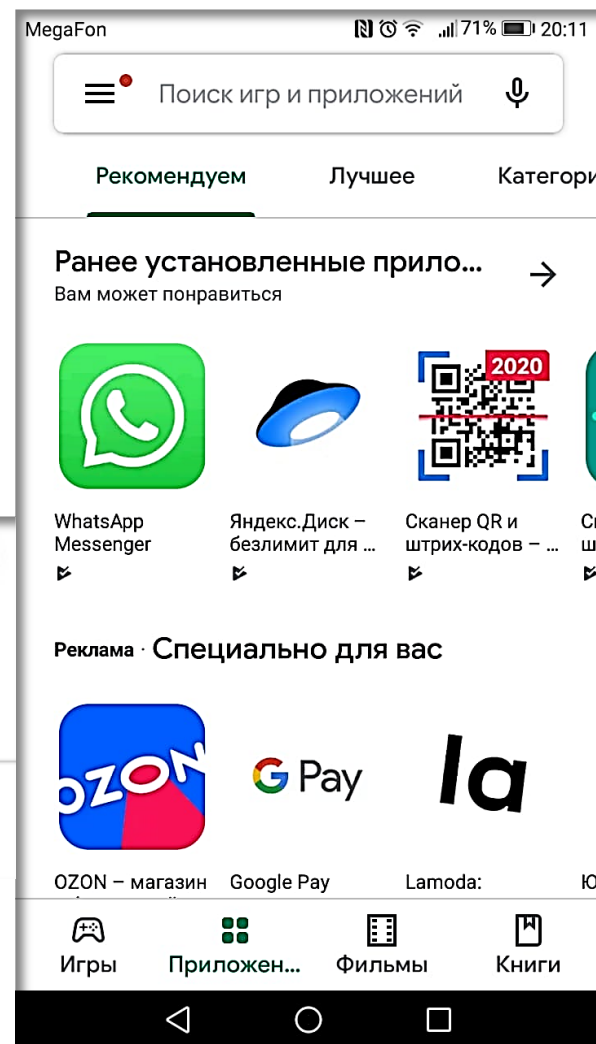 MegaFon 71% 20:11
Поиск игр и приложений
Рекомендуем Лучшее Категори
Ранее установленные прило...
Вам может понравиться
2020
WhatsApp Яндекс.Диск – Сканер QR и
Messenger безлимит для ... штрих-кодов – ...
Реклама · Специально для вас
OZON
G Pay
la
OZON – магазин Google Pay Lamoda:
Игры Приложен... Фильмы Книги